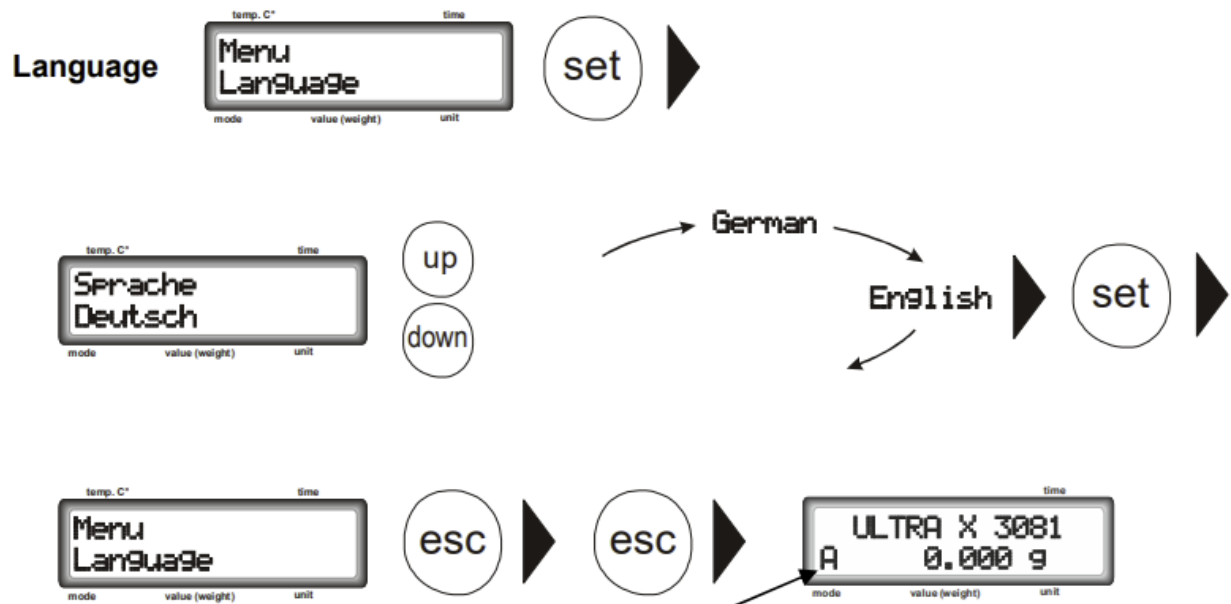 temp. C° time
Language
Menu
Language
set
mode value (weight) unit
German
temp. C° time
up
Sprache
Deutsch
English
set
down
mode value (weight) unit
temp. C° time
time
Menu
Language
esc
esc
ULTRA X 3081
A 0.000 g
mode value (weight) unit
mode value (weight) unit